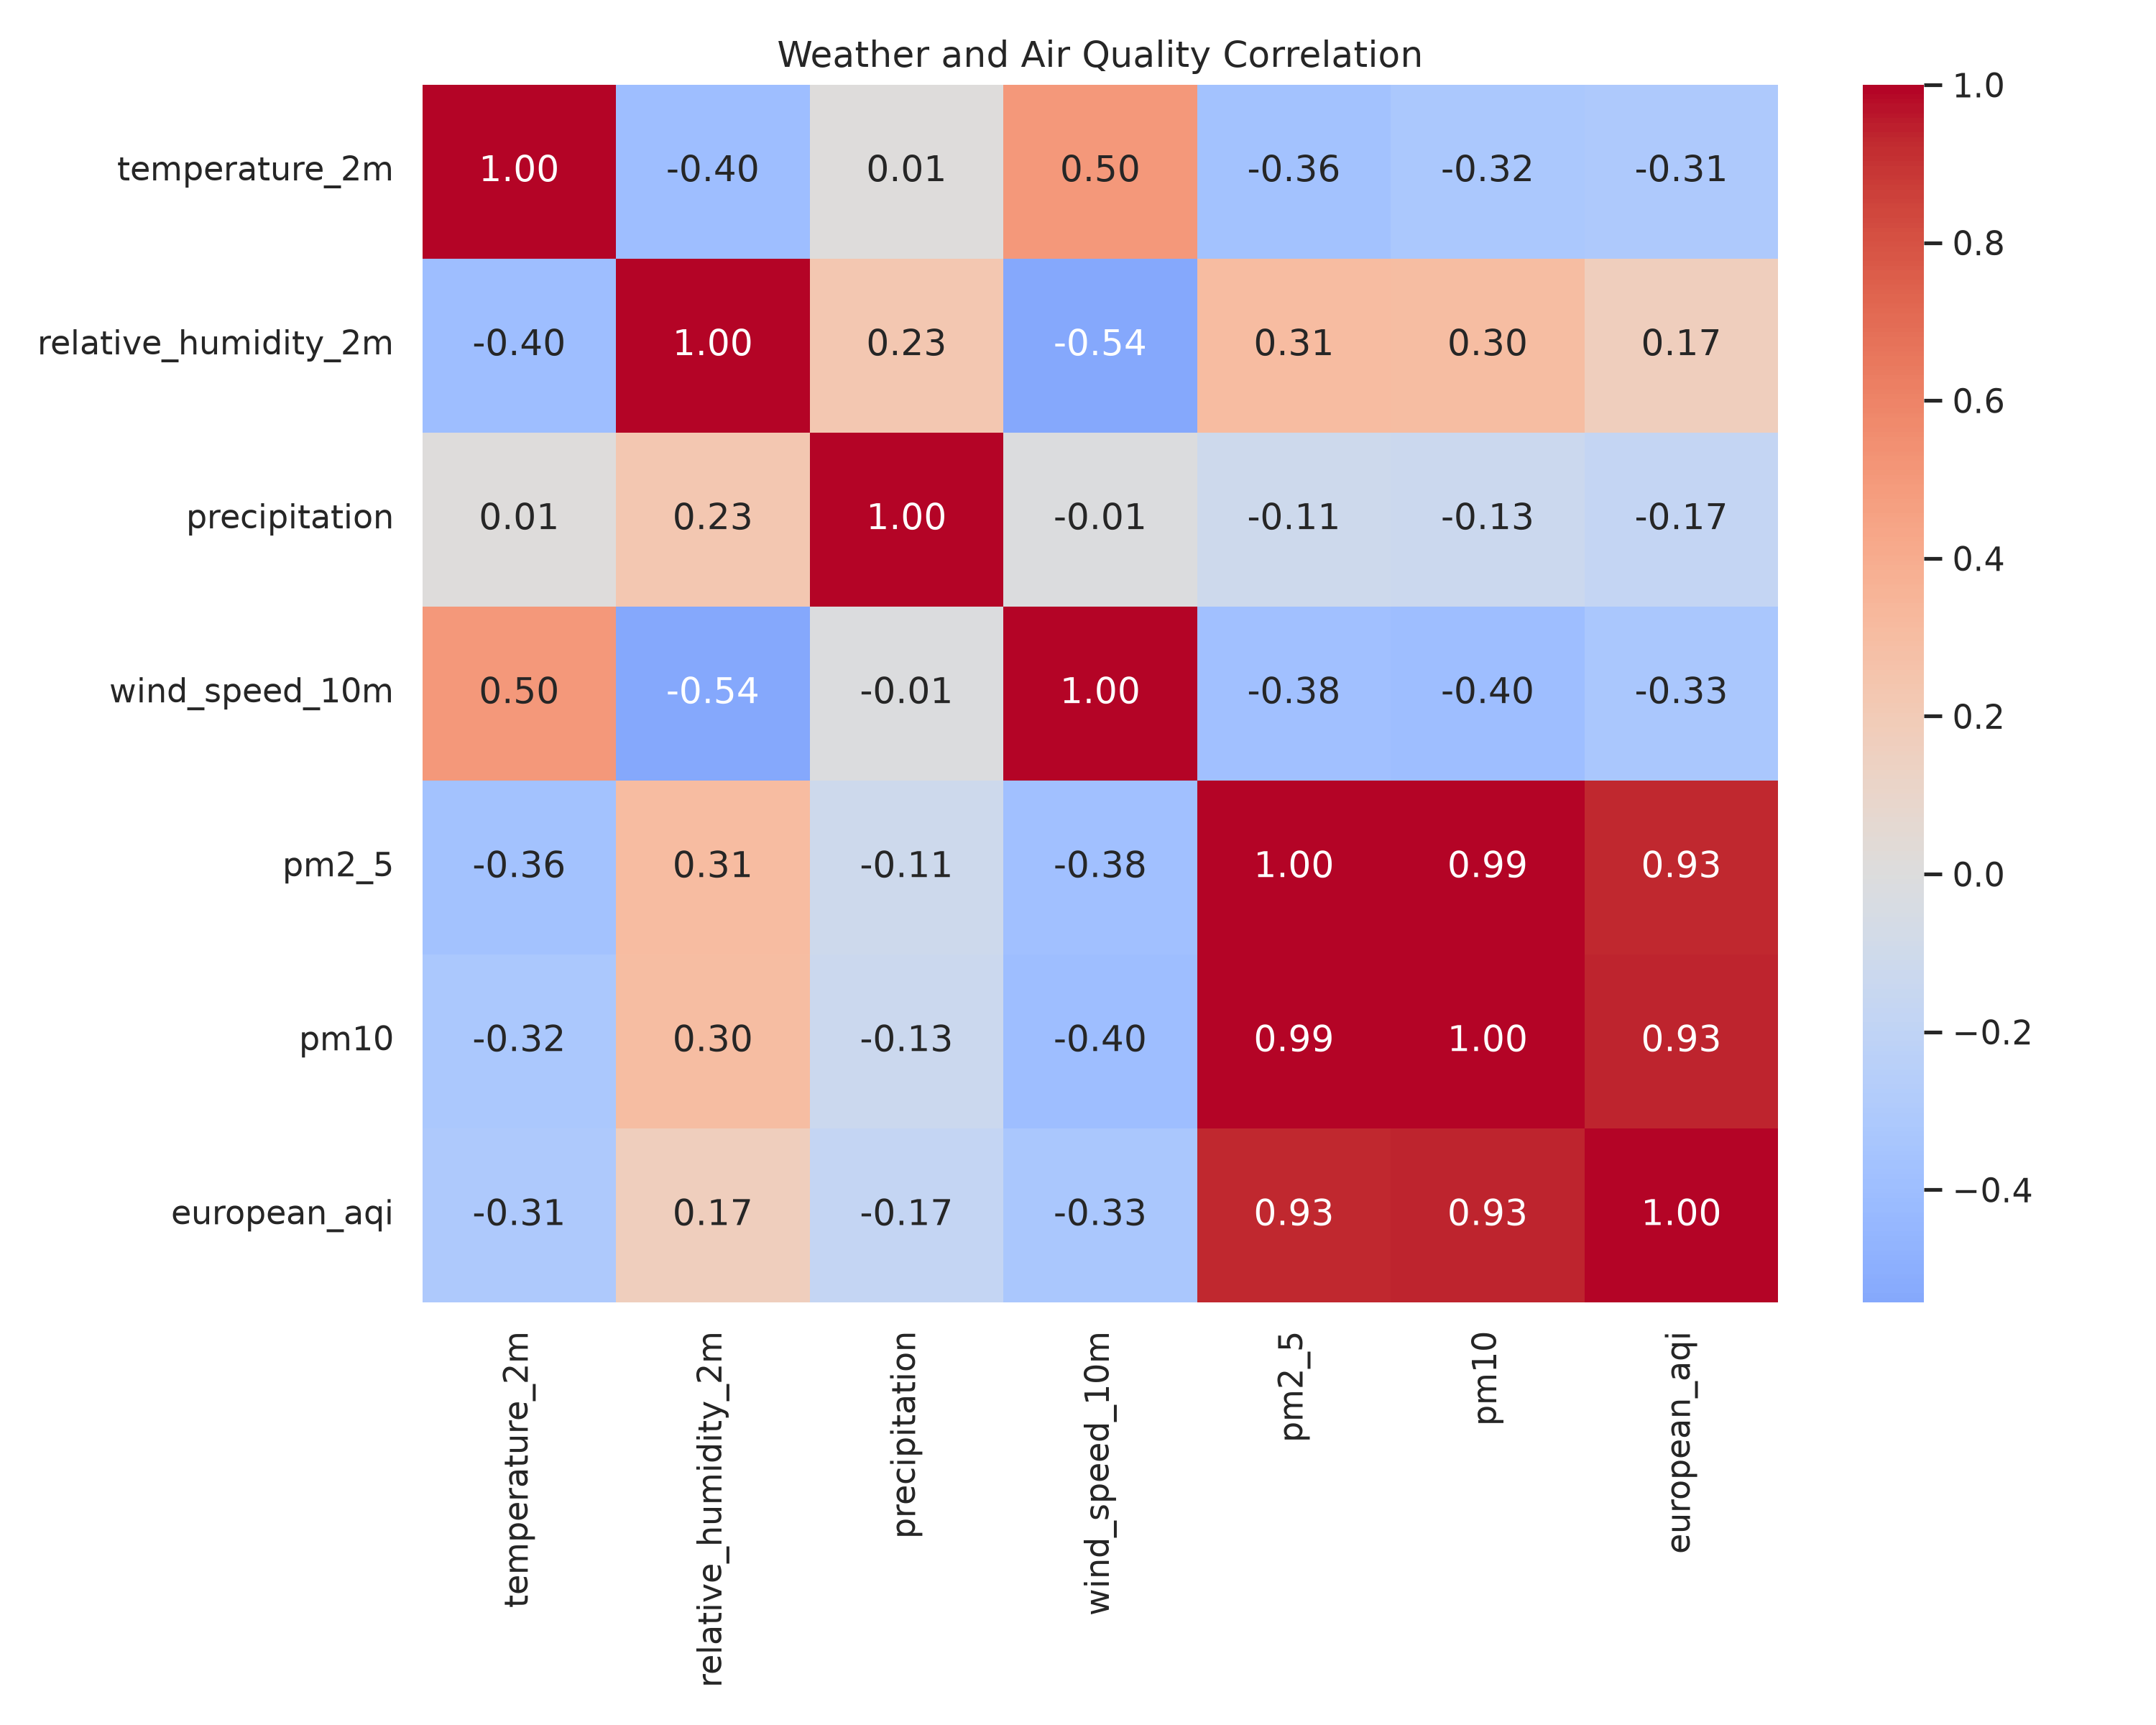 Weather and Air Quality Correlation
temperature_2m 1.00 -0.40 0.01 0.50 -0.36 -0.32 -0.31
relative_humidity_2m -0.40 1.00 0.23 -0.54 0.31 0.30 0.17
precipitation 0.01 0.23 1.00 -0.01 -0.11 -0.13 -0.17
wind_speed_10m 0.50 -0.54 -0.01 1.00 -0.38 -0.40 -0.33
pm2_5 -0.36 0.31 -0.11 -0.38 1.00 0.99 0.93
pm10 -0.32 0.30 -0.13 -0.40 0.99 1.00 0.93
european_aqi -0.31 0.17 -0.17 -0.33 0.93 0.93 1.00
temperature_2m
relative_humidity_2m
precipitation
wind_speed_10m
pm2_5
pm10
european_aqi
1.0
0.8
0.6
0.4
0.2
0.0
−0.2
−0.4